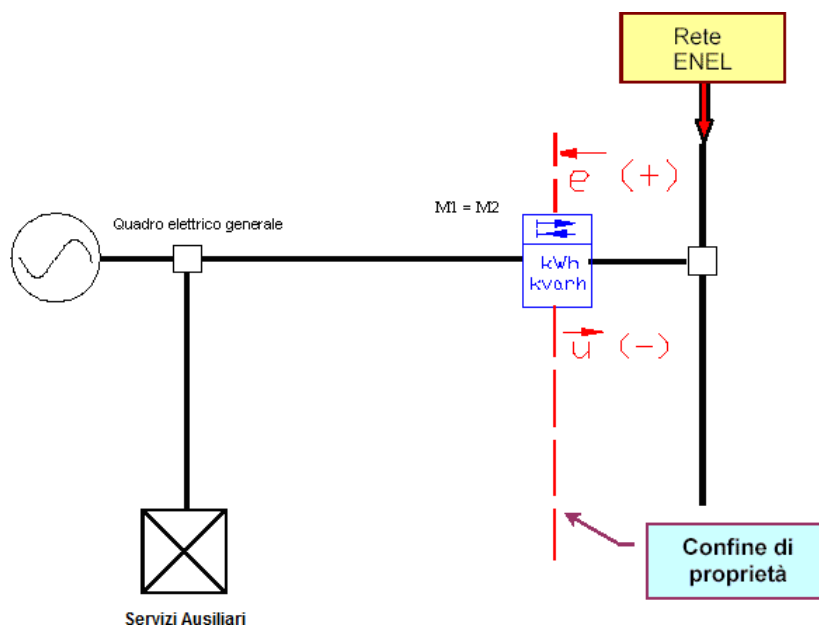 Rete
ENEL
e (+)
Quadro elettrico generale
M1 = M2
kWh
kvarh
u (-)
Confine di
proprietà
Servizi Ausiliari